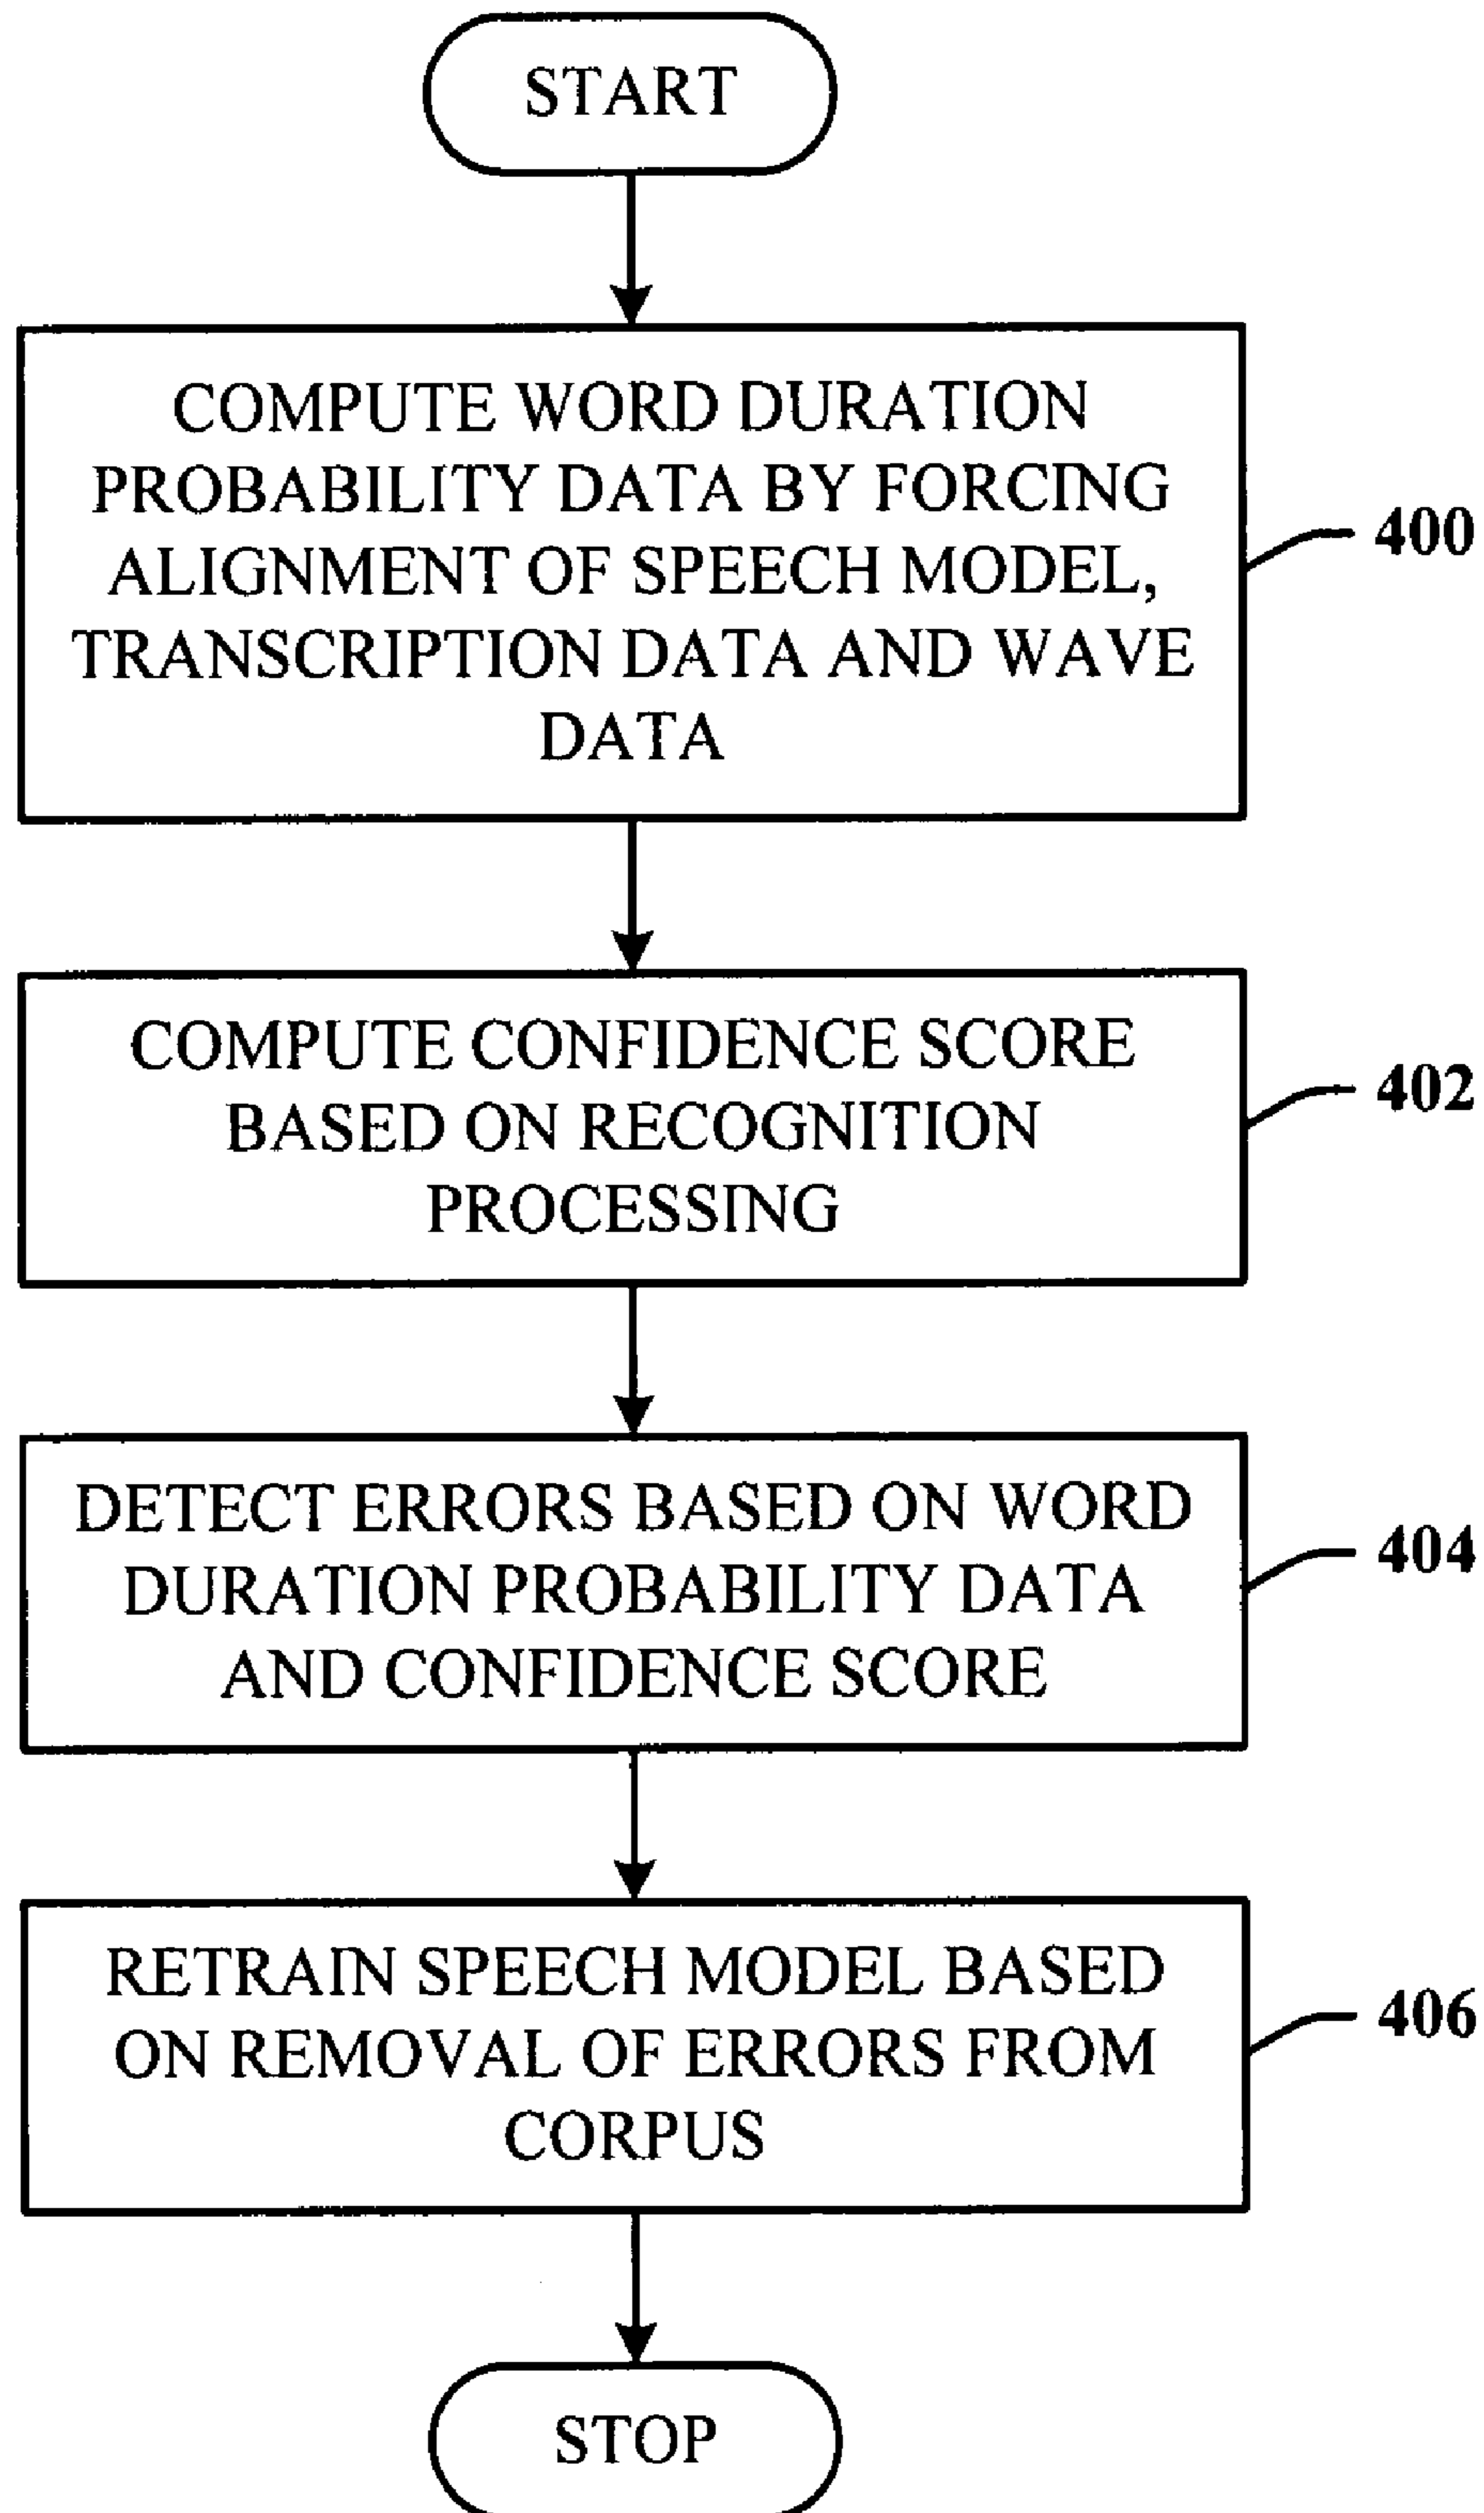 START
COMPUTE WORD DURATION
PROBABILITY DATA BY FORCING
ALIGNMENT OF SPEECH MODEL,
TRANSCRIPTION DATA AND WAVE
DATA
400
COMPUTE CONFIDENCE SCORE
BASED ON RECOGNITION
PROCESSING
402
DETECT ERRORS BASED ON WORD
DURATION PROBABILITY DATA
AND CONFIDENCE SCORE
404
RETRAIN SPEECH MODEL BASED
ON REMOVAL OF ERRORS FROM
CORPUS
406
STOP